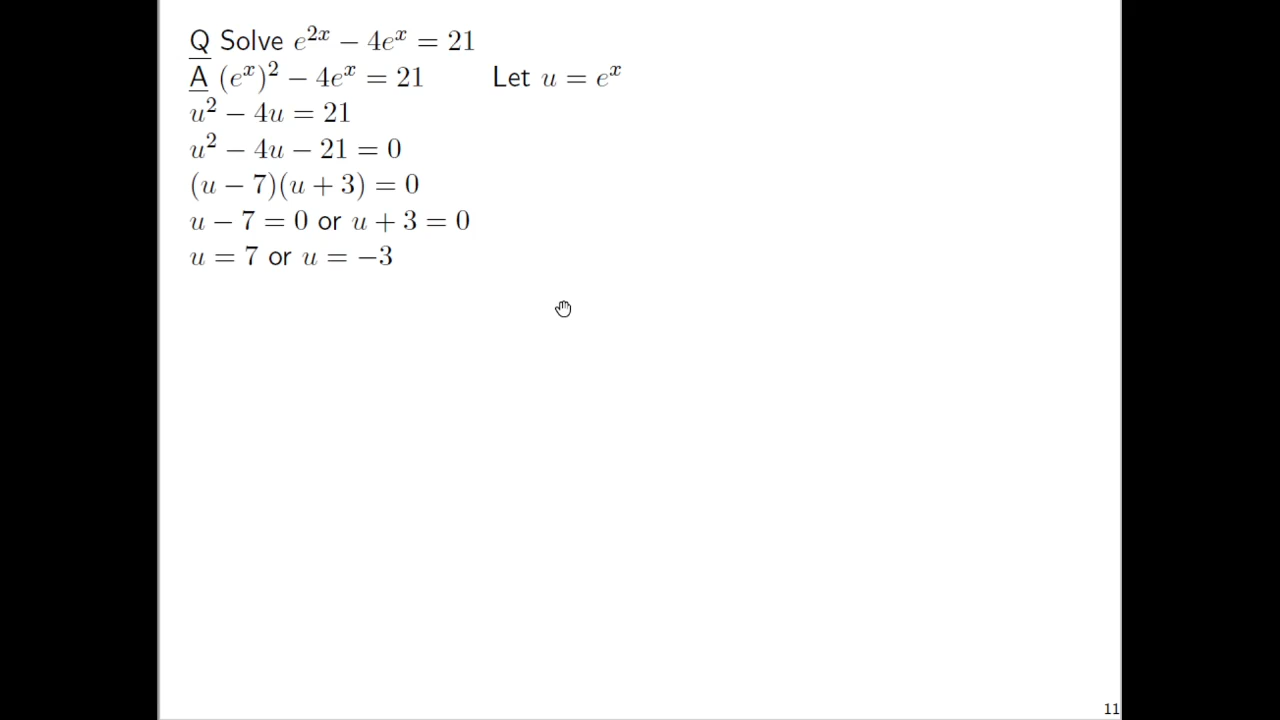 Q Solve e^{2x} − 4e^x = 21
A (e^x)^2 − 4e^x = 21 Let u = e^x
u^2 − 4u = 21
u^2 − 4u − 21 = 0
(u − 7)(u + 3) = 0
u − 7 = 0 or u + 3 = 0
u = 7 or u = −3
11